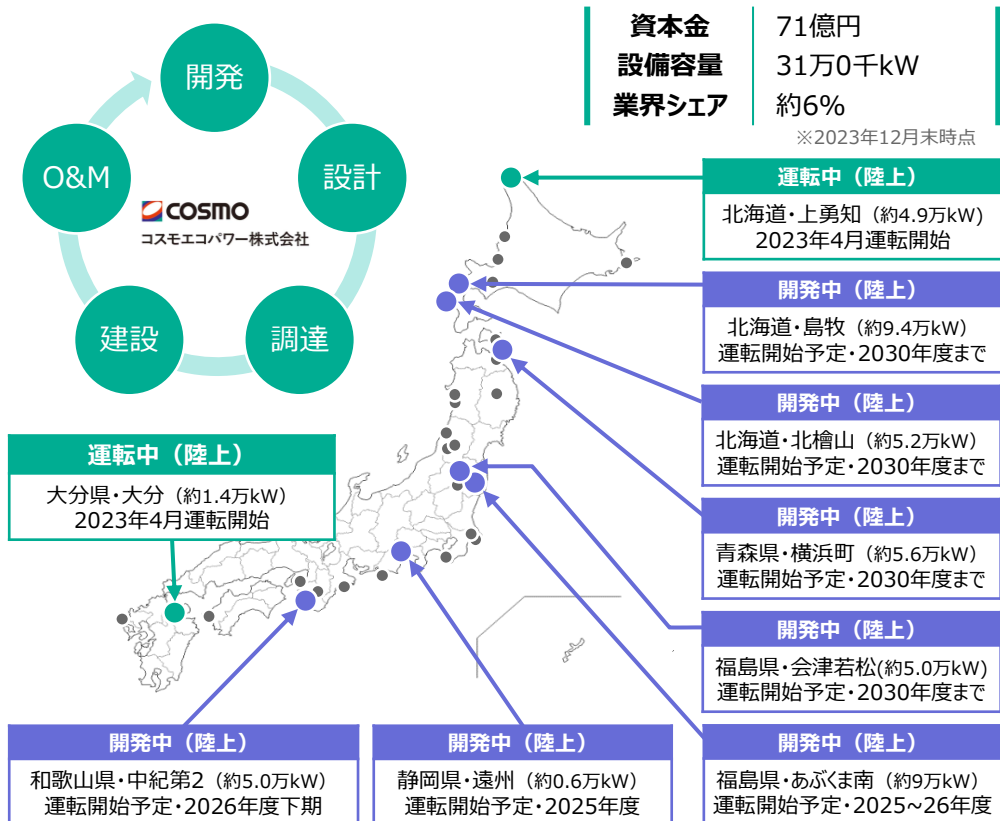 資本金 71億円
設備容量 31万0千kW
業界シェア 約6%
※2023年12月末時点
開発
設計
調達
建設
O&M
COSMO
コスモエコパワー株式会社
運転中（陸上）
北海道・上勇知（約4.9万kW）
2023年4月運転開始
開発中（陸上）
北海道・島牧（約9.4万kW）
運転開始予定・2030年度まで
開発中（陸上）
北海道・北檜山（約5.2万kW）
運転開始予定・2030年度まで
開発中（陸上）
青森県・横浜町（約5.6万kW）
運転開始予定・2030年度まで
開発中（陸上）
福島県・会津若松(約5.0万kW)
運転開始予定・2030年度まで
開発中（陸上）
福島県・あぶくま南（約9万kW）
運転開始予定・2025~26年度
運転中（陸上）
大分県・大分（約1.4万kW）
2023年4月運転開始
開発中（陸上）
和歌山県・中紀第2（約5.0万kW）
運転開始予定・2026年度下期
開発中（陸上）
静岡県・遠州（約0.6万kW）
運転開始予定・2025年度